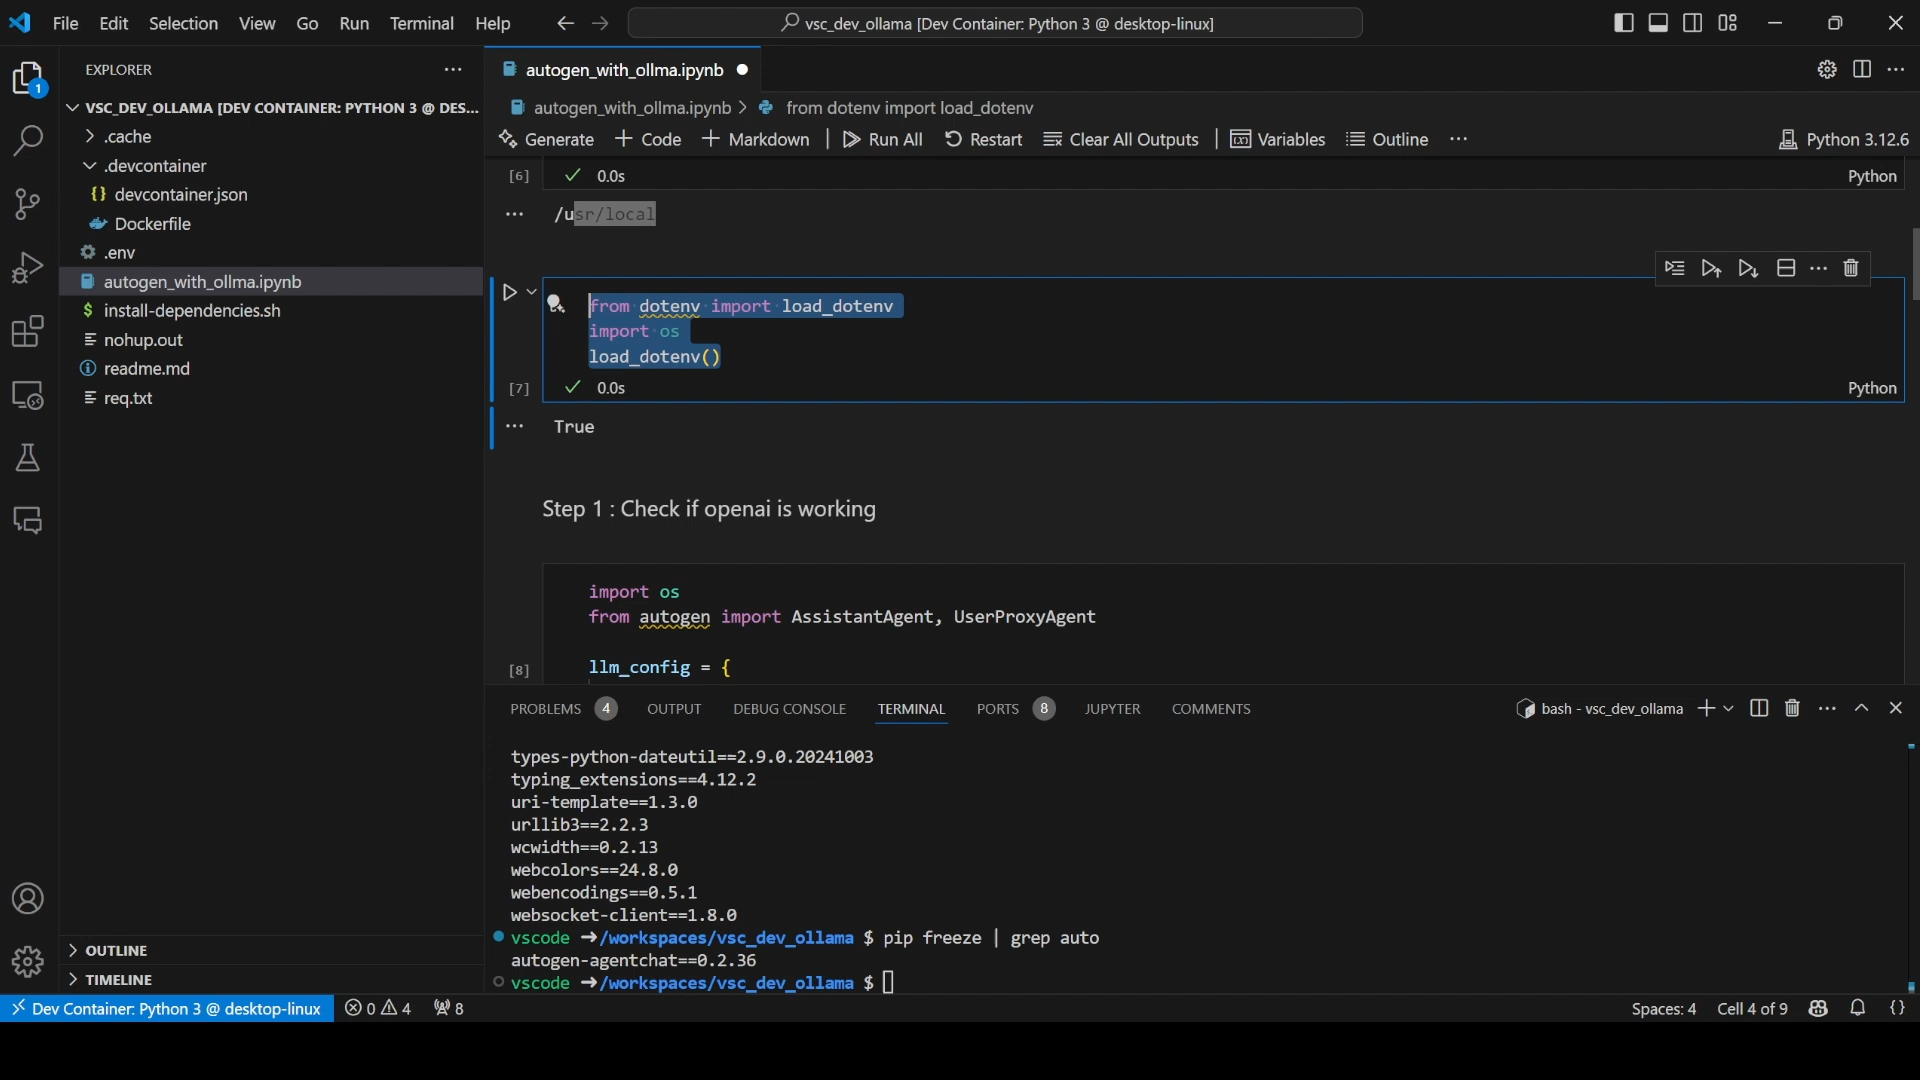 File Edit Selection View Go Run Terminal Help
vsc_dev_ollama [Dev Container: Python 3 @ desktop-linux]
EXPLORER
1
VSC_DEV_OLLAMA [DEV CONTAINER: PYTHON 3 @ DES...
.cache
.devcontainer
{} devcontainer.json
Dockerfile
.env
autogen_with_ollma.ipynb
$ install-dependencies.sh
nohup.out
readme.md
req.txt
OUTLINE
TIMELINE
autogen_with_ollma.ipynb
autogen_with_ollma.ipynb > from dotenv import load_dotenv
Generate + Code + Markdown Run All Restart Clear All Outputs Variables Outline ... Python 3.12.6
[6] 0.0s Python
/usr/local
from dotenv import load_dotenv
import os
load_dotenv()
[7] 0.0s Python
True
Step 1 : Check if openai is working
import os
from autogen import AssistantAgent, UserProxyAgent
[8] llm_config = {
PROBLEMS 4 OUTPUT DEBUG CONSOLE TERMINAL PORTS 8 JUPYTER COMMENTS bash - vsc_dev_ollama
types-python-dateutil==2.9.0.20241003
typing_extensions==4.12.2
uri-template==1.3.0
urllib3==2.2.3
wcwidth==0.2.13
webcolors==24.8.0
webencodings==0.5.1
websocket-client==1.8.0
vscode ➜/workspaces/vsc_dev_ollama $ pip freeze | grep auto
autogen-agentchat==0.2.36
vscode ➜/workspaces/vsc_dev_ollama $
Dev Container: Python 3 @ desktop-linux 0 4 8 Spaces: 4 Cell 4 of 9 {}